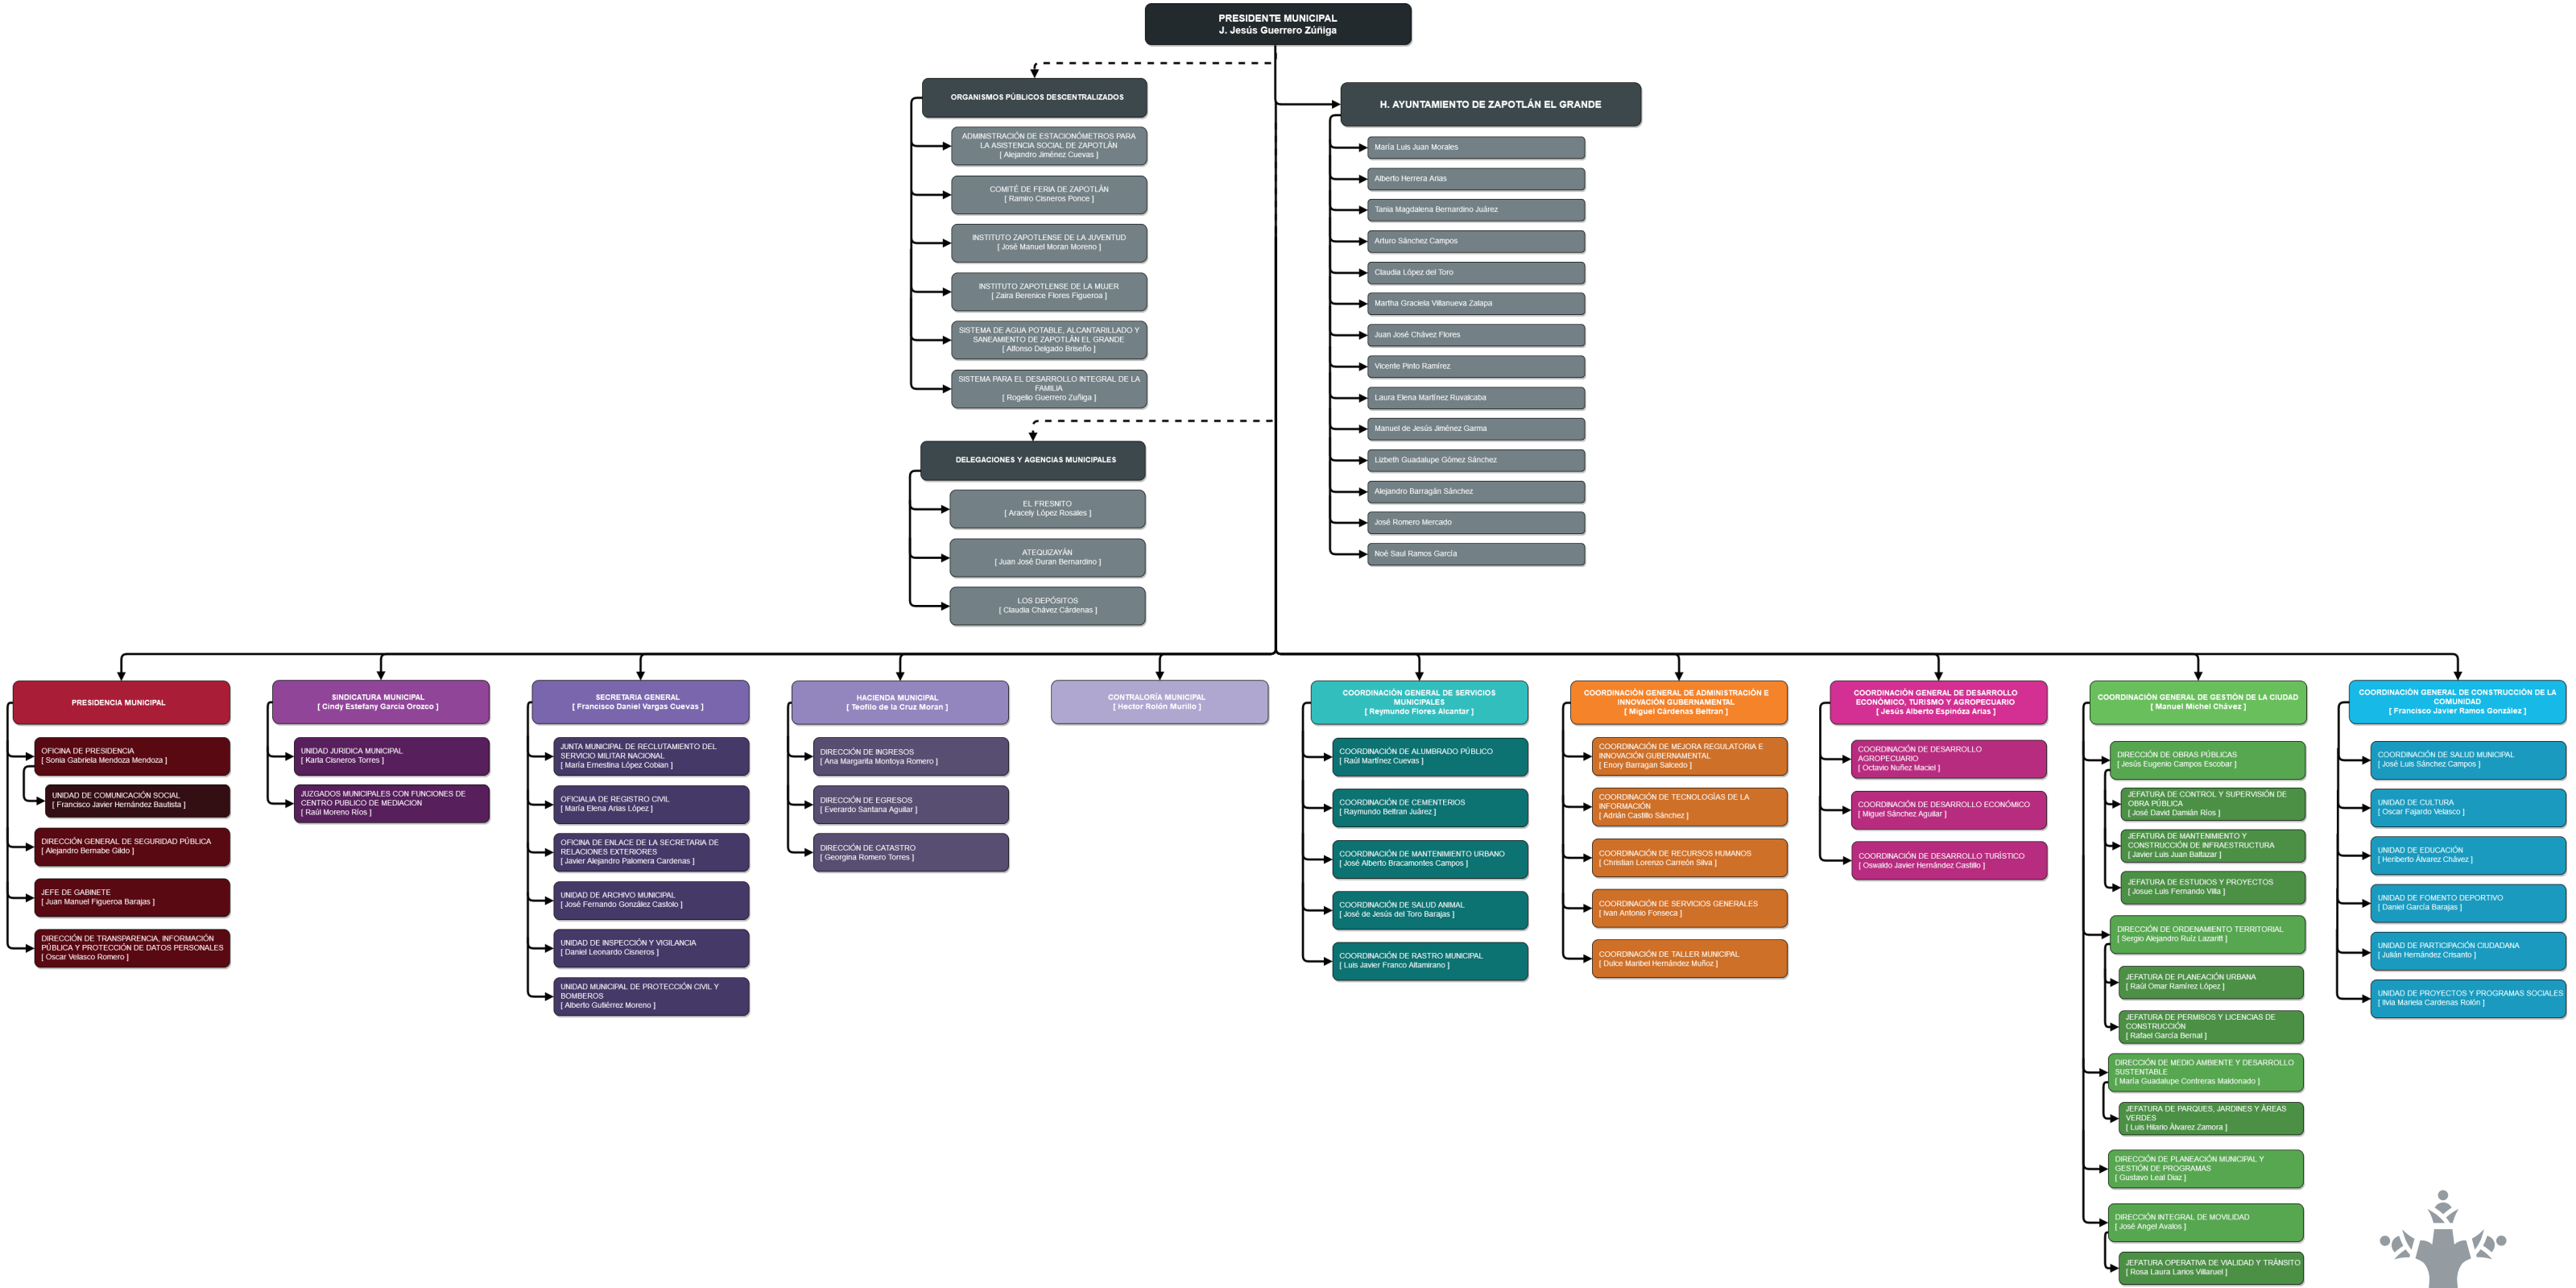 PRESIDENTE MUNICIPAL
J. Jesús Guerrero Zúñiga
ORGANISMOS PÚBLICOS DESCENTRALIZADOS
ADMINISTRACIÓN DE ESTACIONÓMETROS PARA
LA ASISTENCIA SOCIAL DE ZAPOTLÁN
[ Alejandro Jiménez Cuevas ]
COMITÉ DE FERIA DE ZAPOTLÁN
[ Ramiro Cisneros Ponce ]
INSTITUTO ZAPOTLENSE DE LA JUVENTUD
[ José Manuel Moran Moreno ]
INSTITUTO ZAPOTLENSE DE LA MUJER
[ Zaira Berenice Flores Figueroa ]
SISTEMA DE AGUA POTABLE, ALCANTARILLADO Y
SANEAMIENTO DE ZAPOTLÁN EL GRANDE
[ Alfonso Delgado Briseño ]
SISTEMA PARA EL DESARROLLO INTEGRAL DE LA
FAMILIA
[ Rogelio Guerrero Zuñiga ]
DELEGACIONES Y AGENCIAS MUNICIPALES
EL FRESNITO
[ Aracely López Rosales ]
ATEQUIZAYÁN
[ Juan José Duran Bernardino ]
LOS DEPÓSITOS
[ Claudia Chávez Cárdenas ]
H. AYUNTAMIENTO DE ZAPOTLÁN EL GRANDE
María Luis Juan Morales
Alberto Herrera Arias
Tania Magdalena Bernardino Juárez
Arturo Sánchez Campos
Claudia López del Toro
Martha Graciela Villanueva Zalapa
Juan José Chávez Flores
Vicente Pinto Ramírez
Laura Elena Martínez Ruvalcaba
Manuel de Jesús Jiménez Garma
Lizbeth Guadalupe Gómez Sánchez
Alejandro Barragán Sánchez
José Romero Mercado
Noé Saul Ramos García
PRESIDENCIA MUNICIPAL
OFICINA DE PRESIDENCIA
[ Sonia Gabriela Mendoza Mendoza ]
UNIDAD DE COMUNICACIÓN SOCIAL
[ Francisco Javier Hernández Bautista ]
DIRECCIÓN GENERAL DE SEGURIDAD PÚBLICA
[ Alejandro Bernabe Gildo ]
JEFE DE GABINETE
[ Juan Manuel Figueroa Barajas ]
DIRECCIÓN DE TRANSPARENCIA, INFORMACIÓN
PÚBLICA Y PROTECCIÓN DE DATOS PERSONALES
[ Oscar Velasco Romero ]
SINDICATURA MUNICIPAL
[ Cindy Estefany García Orozco ]
UNIDAD JURIDICA MUNICIPAL
[ Karla Cisneros Torres ]
JUZGADOS MUNICIPALES CON FUNCIONES DE
CENTRO PUBLICO DE MEDIACION
[ Raúl Moreno Ríos ]
SECRETARIA GENERAL
[ Francisco Daniel Vargas Cuevas ]
JUNTA MUNICIPAL DE RECLUTAMIENTO DEL
SERVICIO MILITAR NACIONAL
[ María Ernestina López Cobian ]
OFICIALIA DE REGISTRO CIVIL
[ María Elena Arias López ]
OFICINA DE ENLACE DE LA SECRETARIA DE
RELACIONES EXTERIORES
[ Javier Alejandro Palomera Cardenas ]
UNIDAD DE ARCHIVO MUNICIPAL
[ José Fernando González Castolo ]
UNIDAD DE INSPECCIÓN Y VIGILANCIA
[ Daniel Leonardo Cisneros ]
UNIDAD MUNICIPAL DE PROTECCIÓN CIVIL Y
BOMBEROS
[ Alberto Gutiérrez Moreno ]
HACIENDA MUNICIPAL
[ Teofilo de la Cruz Moran ]
DIRECCIÓN DE INGRESOS
[ Ana Margarita Montoya Romero ]
DIRECCIÓN DE EGRESOS
[ Everardo Santana Aguilar ]
DIRECCIÓN DE CATASTRO
[ Georgina Romero Torres ]
CONTRALORÍA MUNICIPAL
[ Hector Rolón Murillo ]
COORDINACIÓN GENERAL DE SERVICIOS
MUNICIPALES
[ Reymundo Flores Alcantar ]
COORDINACIÓN DE ALUMBRADO PÚBLICO
[ Raúl Martínez Cuevas ]
COORDINACIÓN DE CEMENTERIOS
[ Raymundo Beltran Juárez ]
COORDINACIÓN DE MANTENIMIENTO URBANO
[ José Alberto Bracamontes Campos ]
COORDINACIÓN DE SALUD ANIMAL
[ José de Jesús del Toro Barajas ]
COORDINACIÓN DE RASTRO MUNICIPAL
[ Luis Javier Franco Altamirano ]
COORDINACIÓN GENERAL DE ADMINISTRACIÓN E
INNOVACIÓN GUBERNAMENTAL
[ Miguel Cárdenas Beltran ]
COORDINACIÓN DE MEJORA REGULATORIA E
INNOVACIÓN GUBERNAMENTAL
[ Enory Barragan Salcedo ]
COORDINACIÓN DE TECNOLOGÍAS DE LA
INFORMACIÓN
[ Adrián Castillo Sánchez ]
COORDINACIÓN DE RECURSOS HUMANOS
[ Christian Lorenzo Carreón Silva ]
COORDINACIÓN DE SERVICIOS GENERALES
[ Ivan Antonio Fonseca ]
COORDINACIÓN DE TALLER MUNICIPAL
[ Dulce Maribel Hernández Muñoz ]
COORDINACIÓN GENERAL DE DESARROLLO
ECONÓMICO, TURISMO Y AGROPECUARIO
[ Jesús Alberto Espinóza Arias ]
COORDINACIÓN DE DESARROLLO
AGROPECUARIO
[ Octavio Nuñez Maciel ]
COORDINACIÓN DE DESARROLLO ECONÓMICO
[ Miguel Sánchez Aguilar ]
COORDINACIÓN DE DESARROLLO TURÍSTICO
[ Oswaldo Javier Hernández Castillo ]
COORDINACIÓN GENERAL DE GESTIÓN DE LA CIUDAD
[ Manuel Michel Chávez ]
DIRECCIÓN DE OBRAS PÚBLICAS
[ Jesús Eugenio Campos Escobar ]
JEFATURA DE CONTROL Y SUPERVISIÓN DE
OBRA PÚBLICA
[ José David Damián Ríos ]
JEFATURA DE MANTENIMIENTO Y
CONSTRUCCIÓN DE INFRAESTRUCTURA
[ Javier Luis Juan Baltazar ]
JEFATURA DE ESTUDIOS Y PROYECTOS
[ Josue Luis Fernando Villa ]
DIRECCIÓN DE ORDENAMIENTO TERRITORIAL
[ Sergio Alejandro Ruíz Lazaritt ]
JEFATURA DE PLANEACIÓN URBANA
[ Raúl Omar Ramírez López ]
JEFATURA DE PERMISOS Y LICENCIAS DE
CONSTRUCCIÓN
[ Rafael García Bernal ]
DIRECCIÓN DE MEDIO AMBIENTE Y DESARROLLO
SUSTENTABLE
[ María Guadalupe Contreras Maldonado ]
JEFATURA DE PARQUES, JARDINES Y ÁREAS
VERDES
[ Luis Hilario Álvarez Zamora ]
DIRECCIÓN DE PLANEACIÓN MUNICIPAL Y
GESTIÓN DE PROGRAMAS
[ Gustavo Leal Diaz ]
DIRECCIÓN INTEGRAL DE MOVILIDAD
[ José Angel Avalos ]
JEFATURA OPERATIVA DE VIALIDAD Y TRÁNSITO
[ Rosa Laura Larios Villaruel ]
COORDINACIÓN GENERAL DE CONSTRUCCIÓN DE LA
COMUNIDAD
[ Francisco Javier Ramos González ]
COORDINACIÓN DE SALUD MUNICIPAL
[ José Luis Sánchez Campos ]
UNIDAD DE CULTURA
[ Oscar Fajardo Velasco ]
UNIDAD DE EDUCACIÓN
[ Heriberto Álvarez Chávez ]
UNIDAD DE FOMENTO DEPORTIVO
[ Daniel García Barajas ]
UNIDAD DE PARTICIPACIÓN CIUDADANA
[ Julián Hernández Crisanto ]
UNIDAD DE PROYECTOS Y PROGRAMAS SOCIALES
[ Ilvia Mariela Cardenas Rolón ]